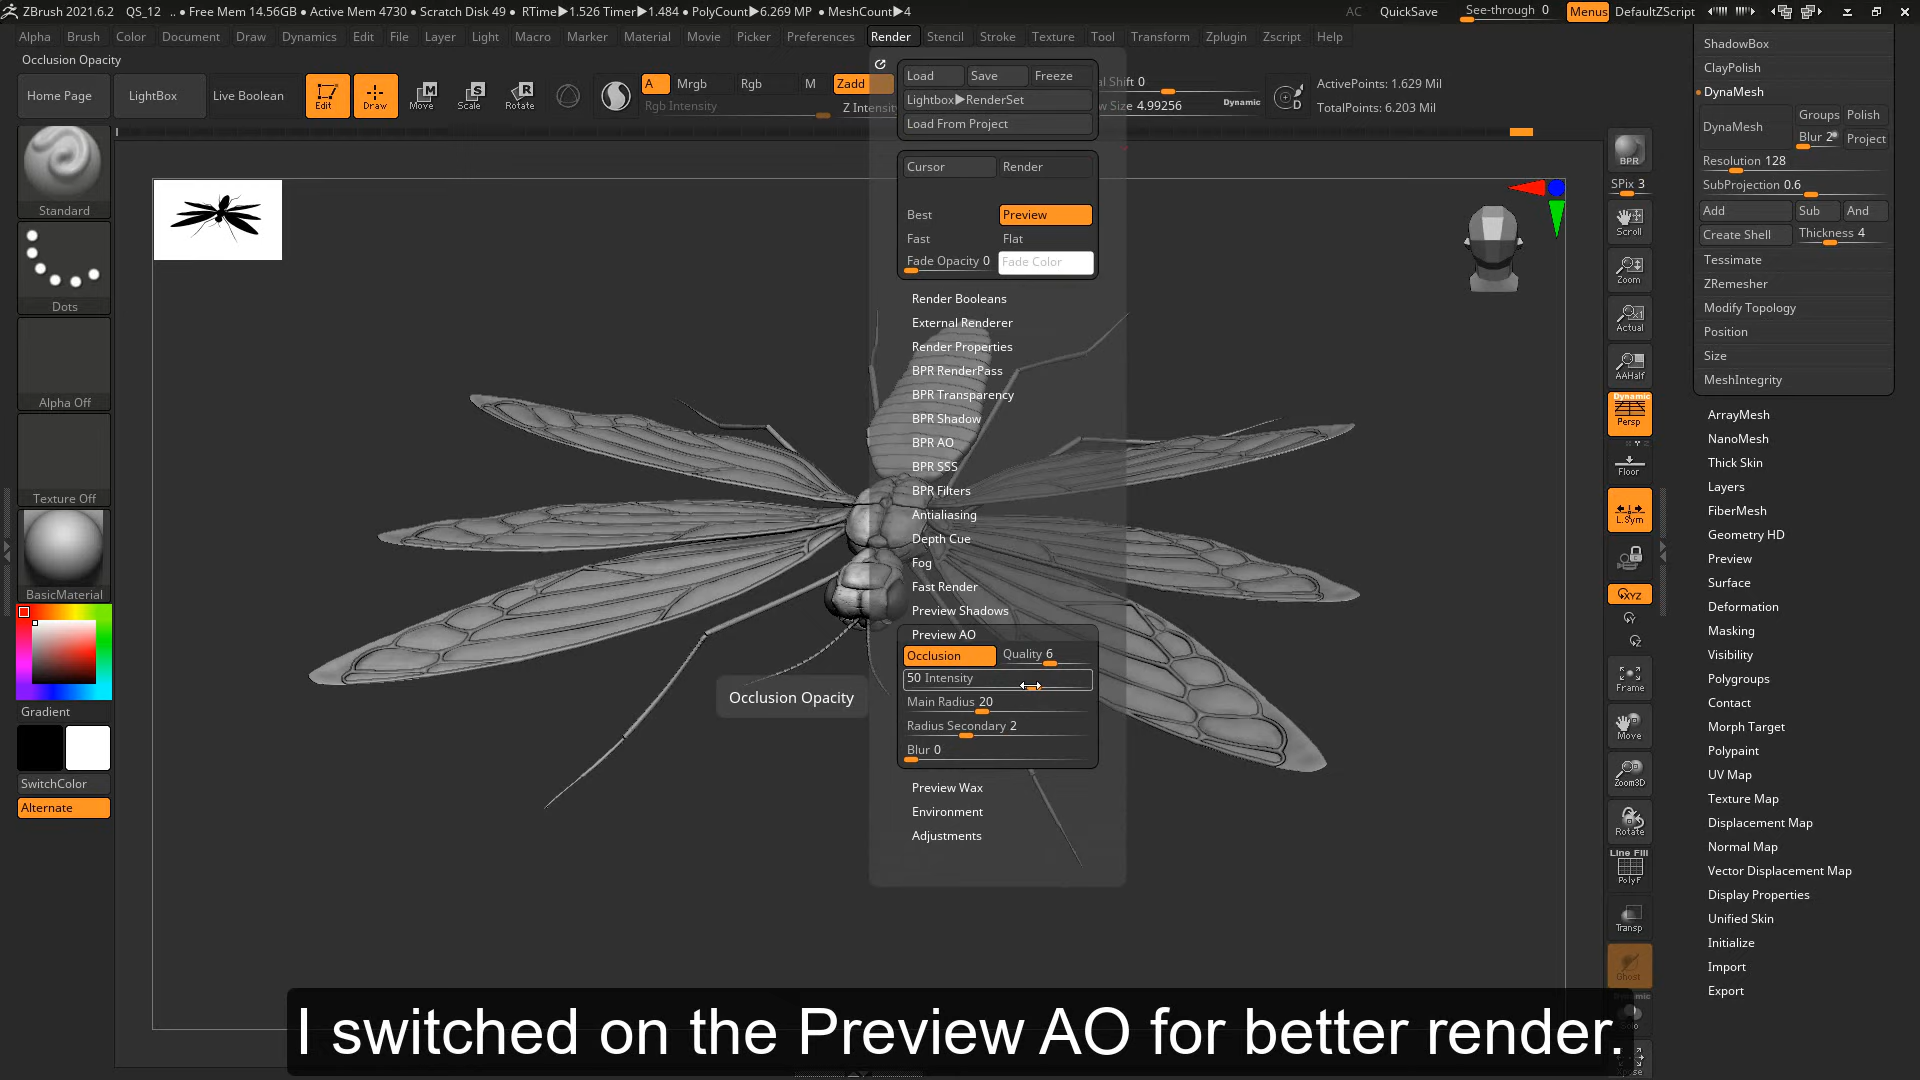 ZBrush 2021.6.2 QS_12 .. ● Free Mem 14.56GB ● Active Mem 4730 ● Scratch Disk 49 ● RTime▶1.526 Timer▶1.484 ● PolyCount▶6.269 MP ● MeshCount▶4 AC QuickSave See-through 0 Menus DefaultZScript
Alpha Brush Color Document Draw Dynamics Edit File Layer Light Macro Marker Material Movie Picker Preferences Render Stencil Stroke Texture Tool Transform Zplugin Zscript Help
Occlusion Opacity
Home Page LightBox Live Boolean Edit Draw Move Scale Rotate
A Mrgb Rgb M Zadd
Rgb Intensity Z Intensity
Shift 0
Size 4.99256 Dynamic
D
ActivePoints: 1.629 Mil
TotalPoints: 6.203 Mil
Standard
Dots
Alpha Off
Texture Off
BasicMaterial
Gradient
SwitchColor
Alternate
Load Save Freeze
Lightbox▶RenderSet
Load From Project
Cursor Render
Best Preview
Fast Flat
Fade Opacity 0 Fade Color
Render Booleans
External Renderer
Render Properties
BPR RenderPass
BPR Transparency
BPR Shadow
BPR AO
BPR SSS
BPR Filters
Antialiasing
Depth Cue
Fog
Fast Render
Preview Shadows
Preview AO
Occlusion Quality 6
50 Intensity
Main Radius 20
Radius Secondary 2
Blur 0
Preview Wax
Environment
Adjustments
Occlusion Opacity
BPR
SPix 3
Scroll
Zoom
Actual
AAHalf
Dynamic
Persp
Floor
L.Sym
XYZ
Frame
Move
Zoom3D
Rotate
Line Fill
PolyF
Transp
Ghost
Dynamic
Solo
Xpose
ShadowBox
ClayPolish
DynaMesh
DynaMesh Groups Polish
Blur 2 Project
Resolution 128
SubProjection 0.6
Add Sub And
Create Shell Thickness 4
Tessimate
ZRemesher
Modify Topology
Position
Size
MeshIntegrity
ArrayMesh
NanoMesh
Thick Skin
Layers
FiberMesh
Geometry HD
Preview
Surface
Deformation
Masking
Visibility
Polygroups
Contact
Morph Target
Polypaint
UV Map
Texture Map
Displacement Map
Normal Map
Vector Displacement Map
Display Properties
Unified Skin
Initialize
Import
Export
I switched on the Preview AO for better render.